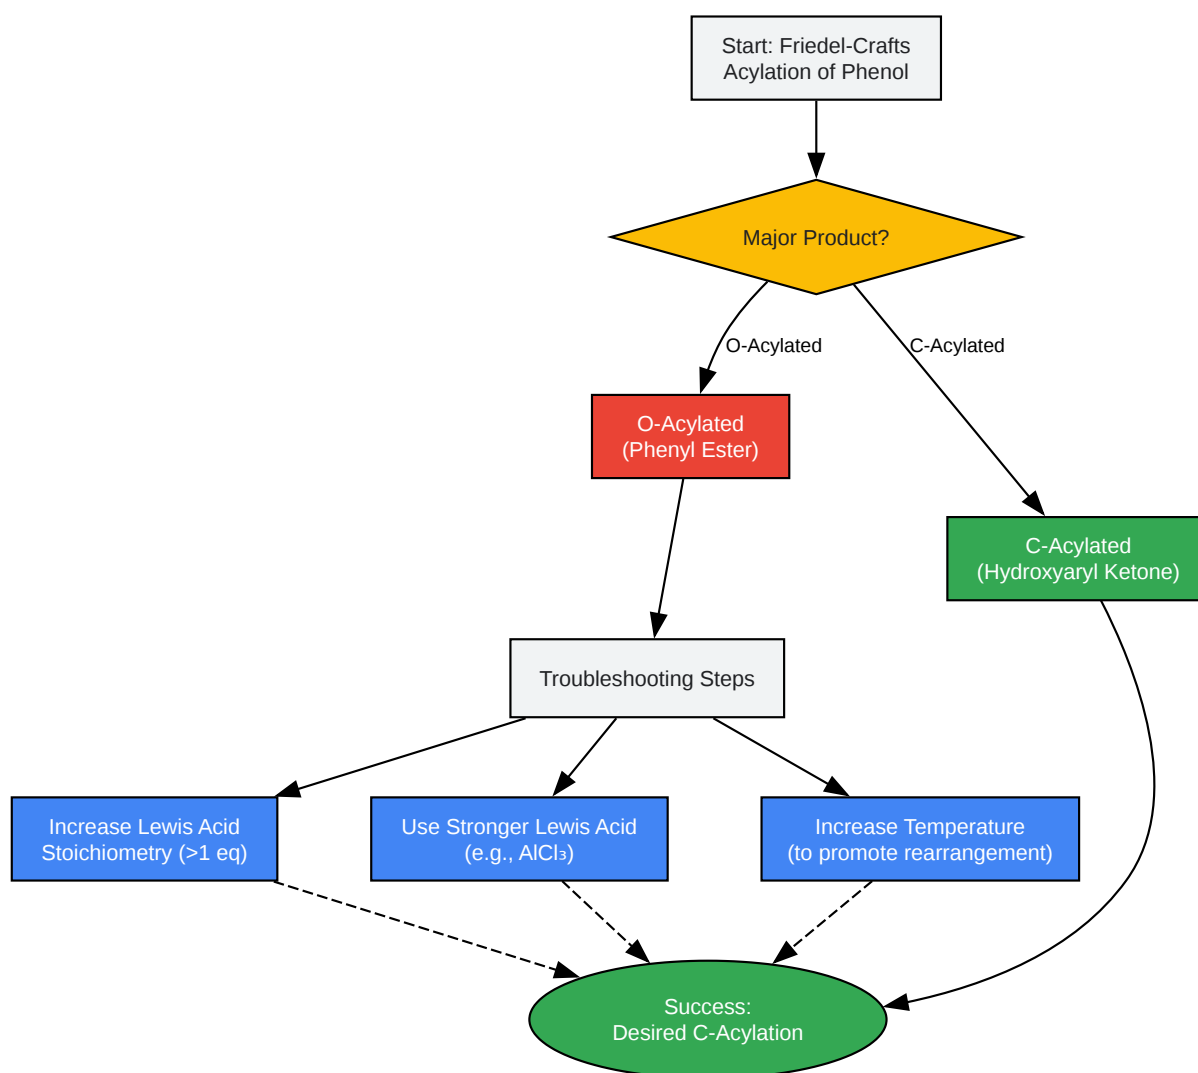 Start: Friedel-Crafts
Acylation of Phenol
Major Product?
O-Acylated
C-Acylated
O-Acylated
(Phenyl Ester)
C-Acylated
(Hydroxyaryl Ketone)
Troubleshooting Steps
Increase Lewis Acid
Stoichiometry (>1 eq)
Use Stronger Lewis Acid
(e.g., AlCl₃)
Increase Temperature
(to promote rearrangement)
Success:
Desired C-Acylation